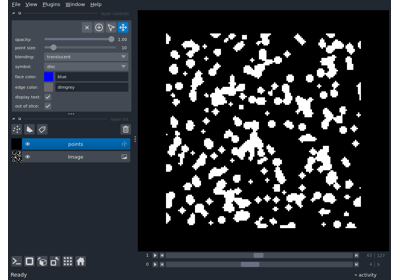 File View Plugins Window Help
opacity: 1.00
point size: 10
blending: translucent
symbol: disc
face color: blue
edge color: dimgrey
display text:
out of slice:
points
Image
1
0
Ready
activity